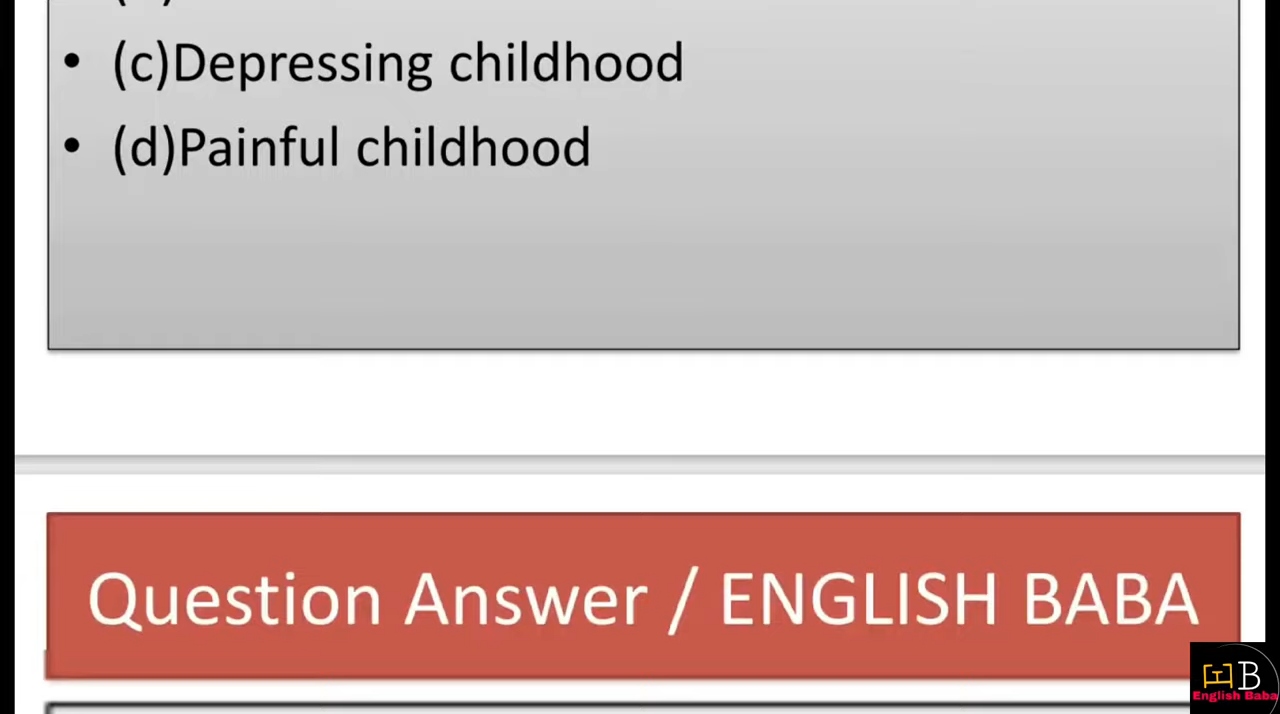 • (c)Depressing childhood
• (d)Painful childhood
Question Answer / ENGLISH BABA
B
English Baba